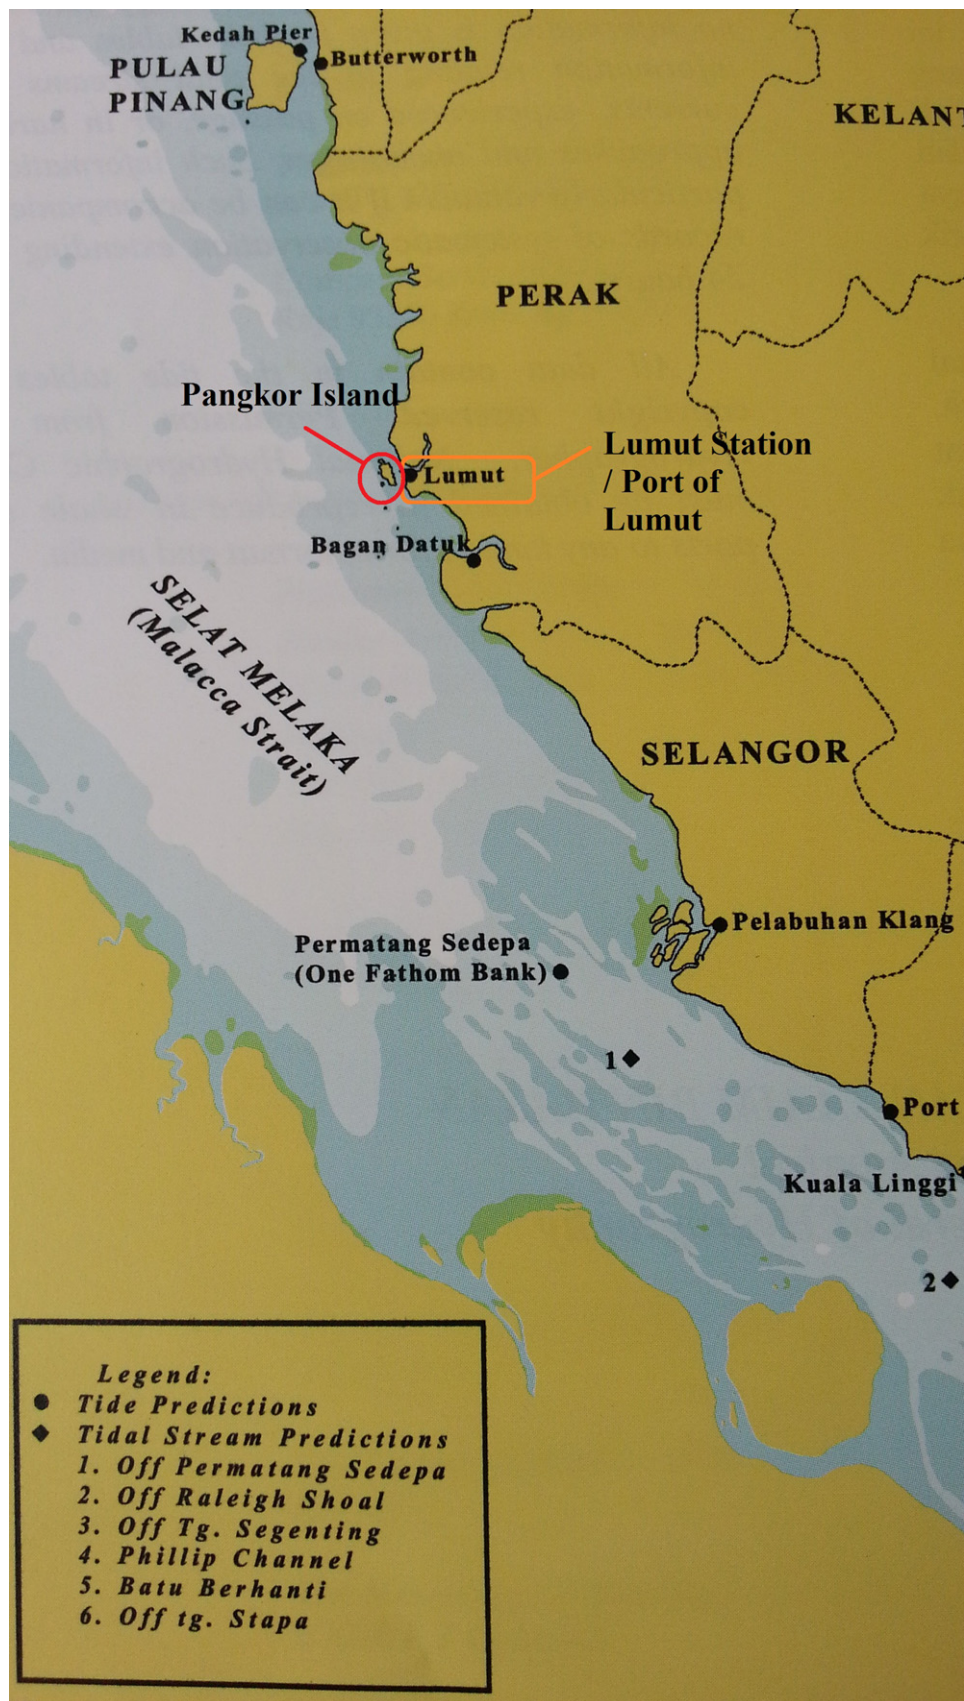 Kedah Pier
Butterworth
PULAU
PINANG
KELANT
PERAK
Pangkor Island
Lumut
Lumut Station
/ Port of
Lumut
Bagan Datuk
SELAT MELAKA
(Malacca Strait)
SELANGOR
Pelabuhan Klang
Permatang Sedepa
(One Fathom Bank)
1
Port
Kuala Linggi
2
Legend:
Tide Predictions
Tidal Stream Predictions
1. Off Permatang Sedepa
2. Off Raleigh Shoal
3. Off Tg. Segenting
4. Phillip Channel
5. Batu Berhanti
6. Off tg. Stapa